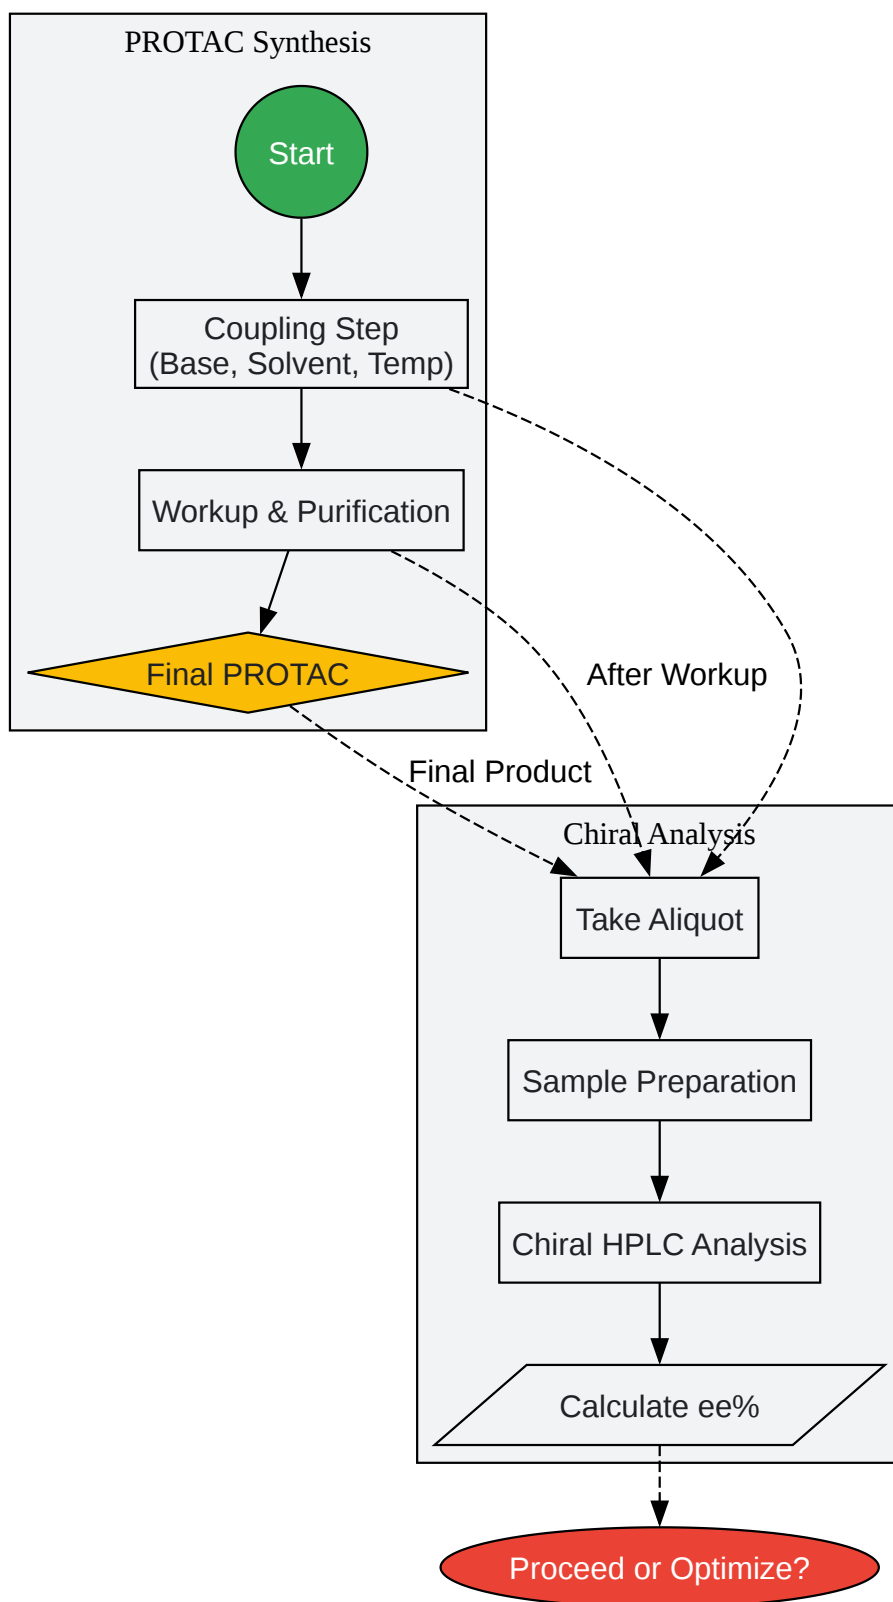 PROTAC Synthesis
Start
Coupling Step
(Base, Solvent, Temp)
Workup & Purification
Final PROTAC
After Workup
Final Product
Chiral Analysis
Take Aliquot
Sample Preparation
Chiral HPLC Analysis
Calculate ee%
Proceed or Optimize?